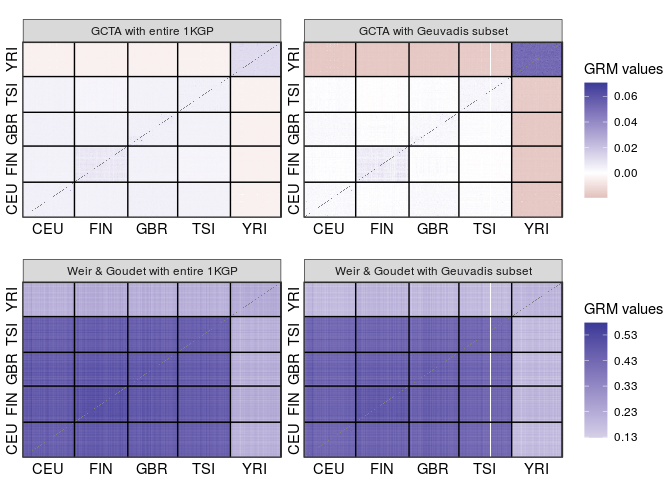 GCTA with entire 1KGP
GCTA with Geuvadis subset
YRI
TSI
GBR
FIN
CEU
CEU FIN GBR TSI YRI
YRI
TSI
GBR
FIN
CEU
CEU FIN GBR TSI YRI
GRM values
0.06
0.04
0.02
0.00
Weir & Goudet with entire 1KGP
Weir & Goudet with Geuvadis subset
YRI
TSI
GBR
FIN
CEU
CEU FIN GBR TSI YRI
YRI
TSI
GBR
FIN
CEU
CEU FIN GBR TSI YRI
GRM values
0.53
0.43
0.33
0.23
0.13